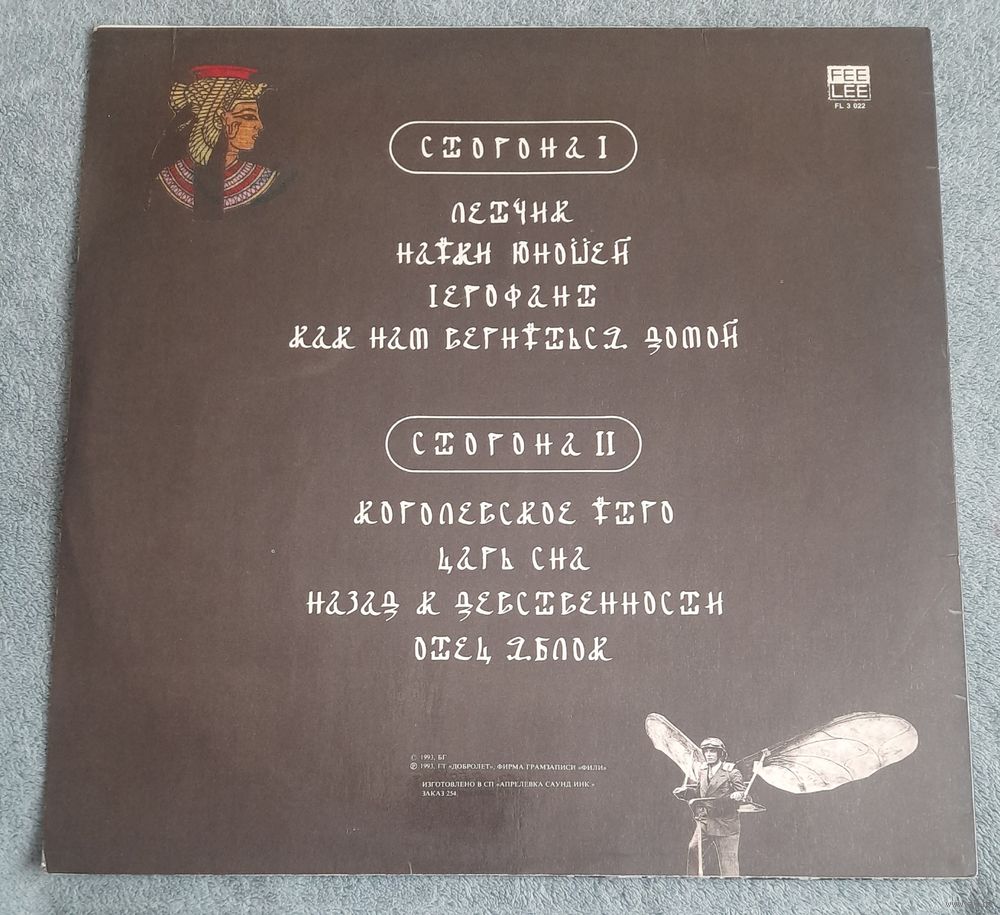 FEE
LEE
FL 3 022
СТОРОНА I
ЛЕТЧИК
НАУКИ ЮНОШЕЙ
IЕРОФАНТ
КАК НАМ ВЕРНУТЬСЯ ДОМОЙ
СТОРОНА II
КОРОЛЕВСКОЕ УТРО
ЦАРЬ СНА
НАЗАД К ДЕВСТВЕННОСТИ
ОТЕЦ ЯБЛОК
© 1993, БГ
℗ 1993, ГТ «ДОБРОЛЕТ», ФИРМА ГРАМЗАПИСИ «ФИЛИ»
ИЗГОТОВЛЕНО В СП «АПРЕЛЕВКА САУНД ИНК»
ЗАКАЗ 254.